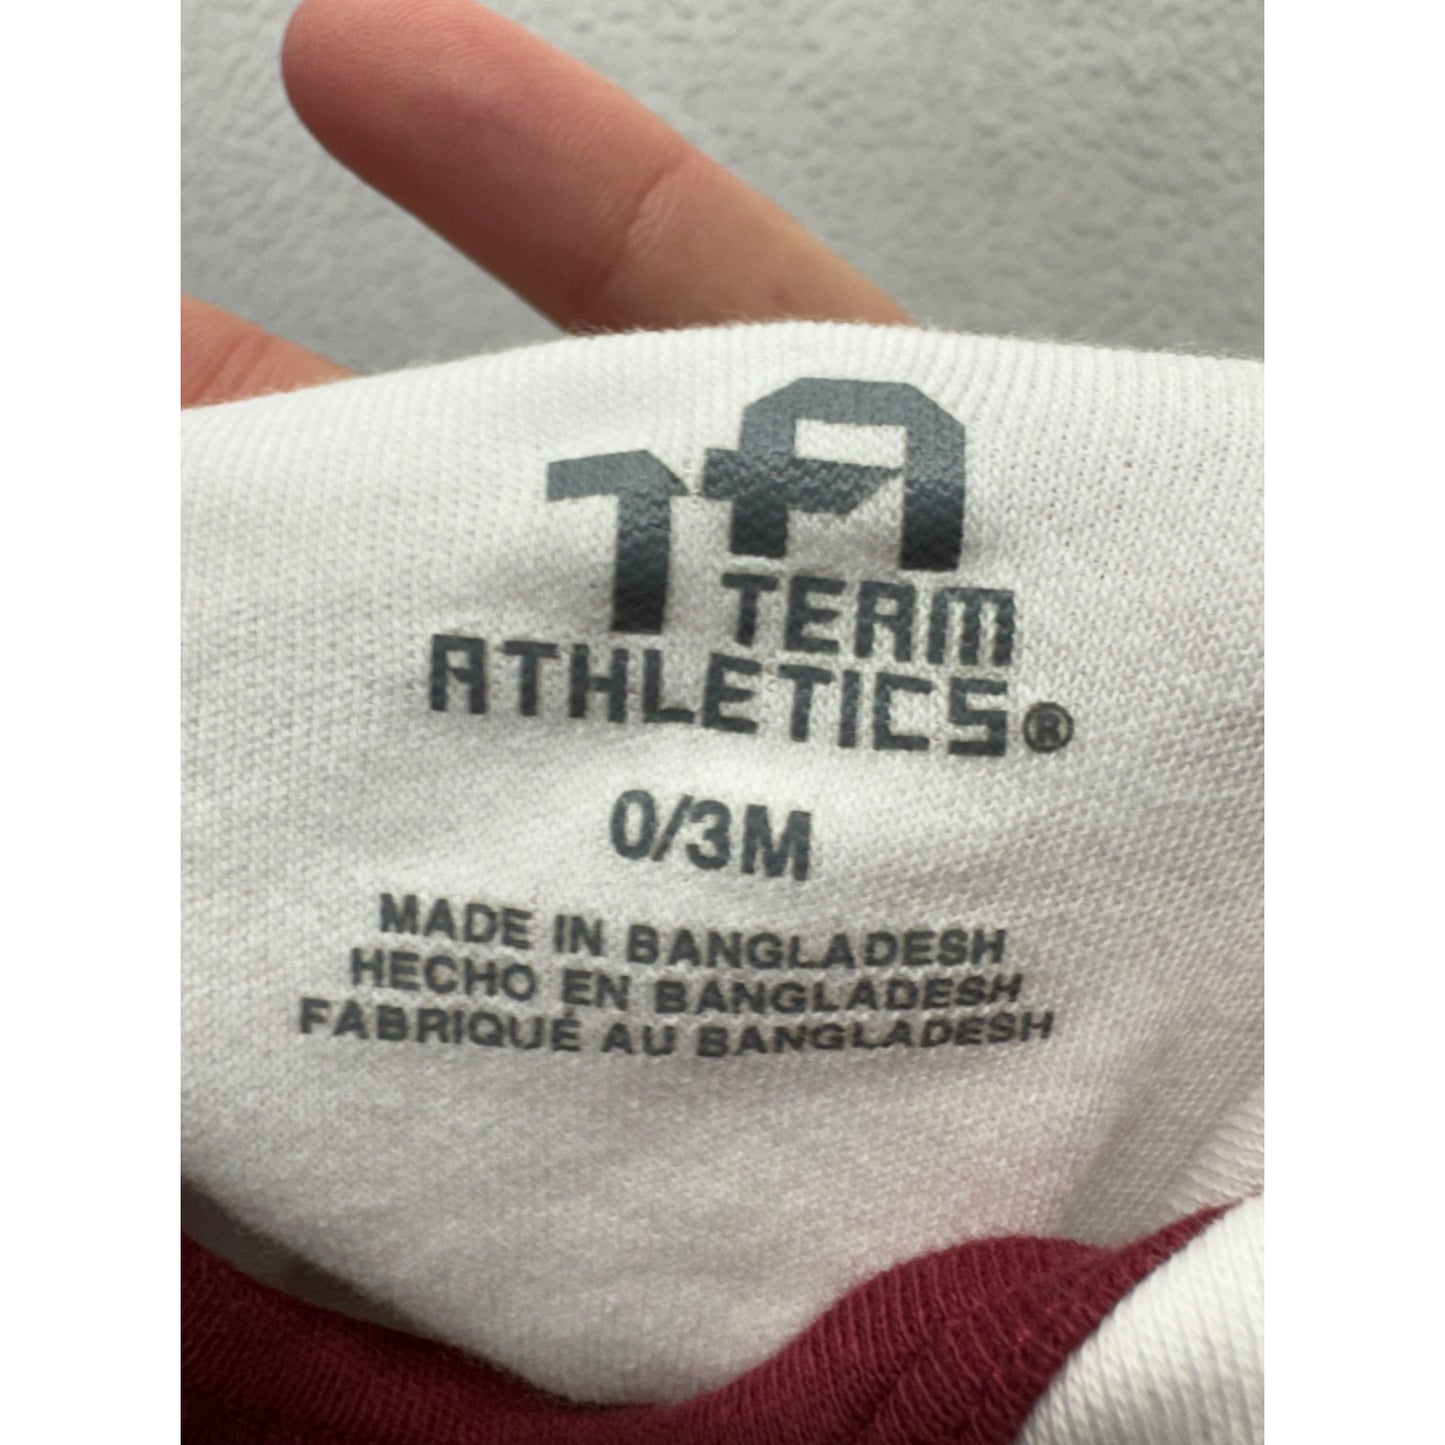 TA
TEAM
ATHLETICS®
0/3M
MADE IN BANGLADESH
HECHO EN BANGLADESH
FABRIQUÉ AU BANGLADESH